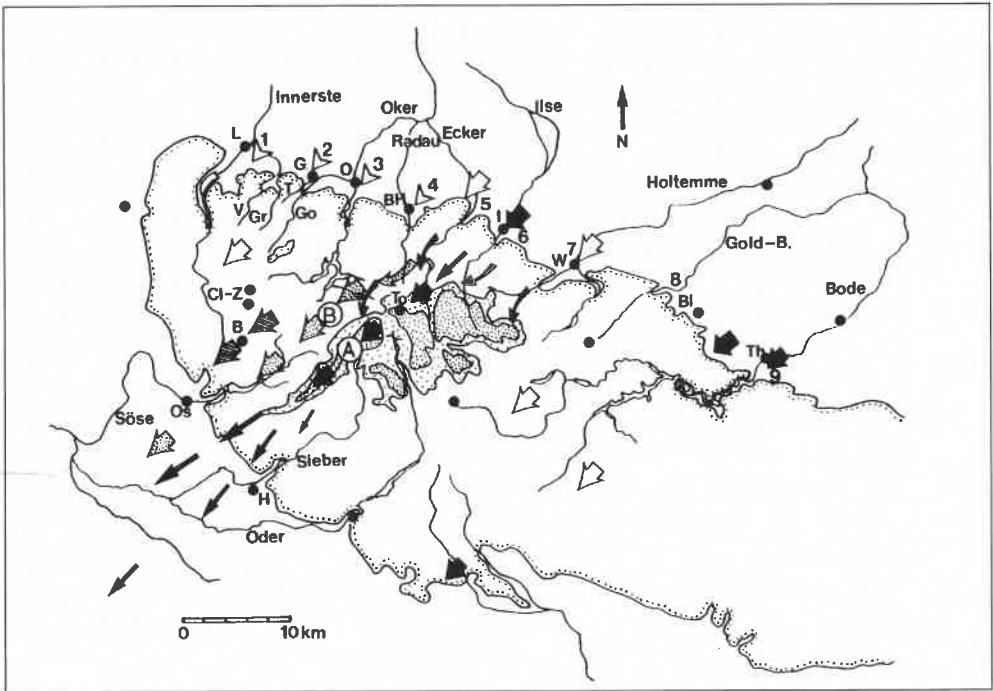 Innerste
Oker
Ilse
Radau
Ecker
N
L
1
G
2
O
3
BH
4
5
I
6
Holtemme
V
Gr
T
Go
W
7
Gold-B.
8
Bl
Bode
Cl-Z
B
B
To
A
Th
9
Os
Söse
Sieber
H
Oder
0
10 km